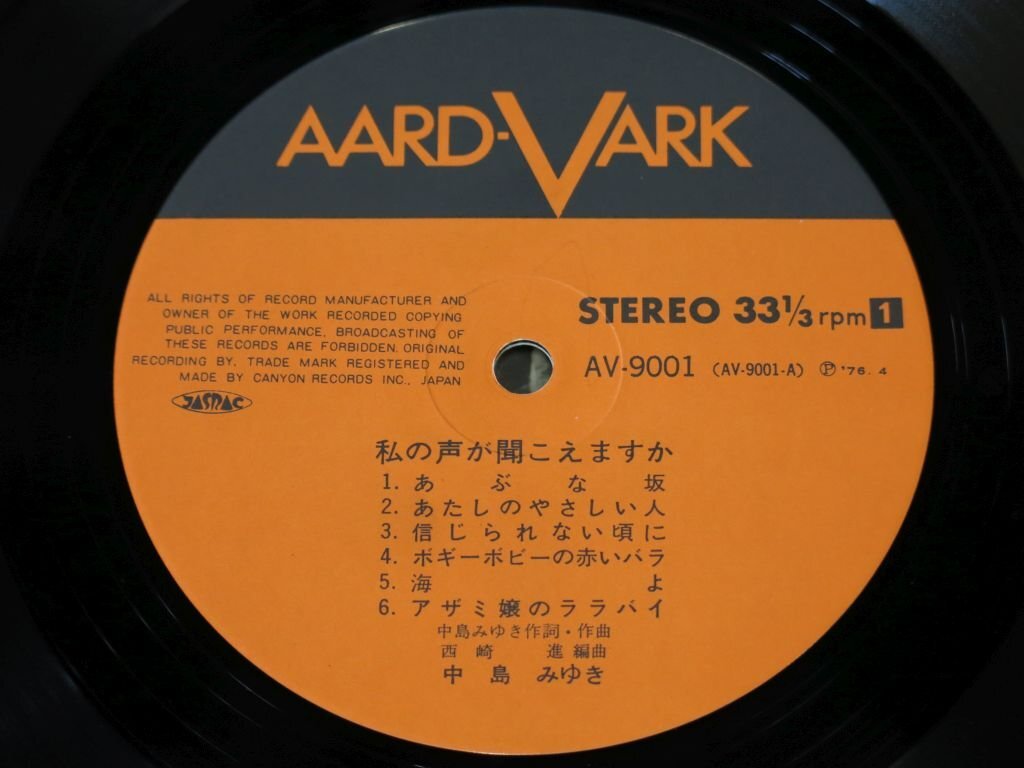 AARD-VARK
ALL RIGHTS OF RECORD MANUFACTURER AND
OWNER OF THE WORK RECORDED COPYING
PUBLIC PERFORMANCE, BROADCASTING OF
THESE RECORDS ARE FORBIDDEN. ORIGINAL
RECORDING BY, TRADE MARK REGISTERED AND
MADE BY CANYON RECORDS INC., JAPAN
JASRAC
STEREO 33⅓rpm 1
AV-9001 (AV-9001-A) Ⓟ'76.4
私の声が聞こえますか
1. あぶな坂
2. あたしのやさしい人
3. 信じられない頃に
4. ボギーボビーの赤いバラ
5. 海よ
6. アザミ嬢のララバイ
中島みゆき作詞・作曲
西崎 進 編曲
中島 みゆき